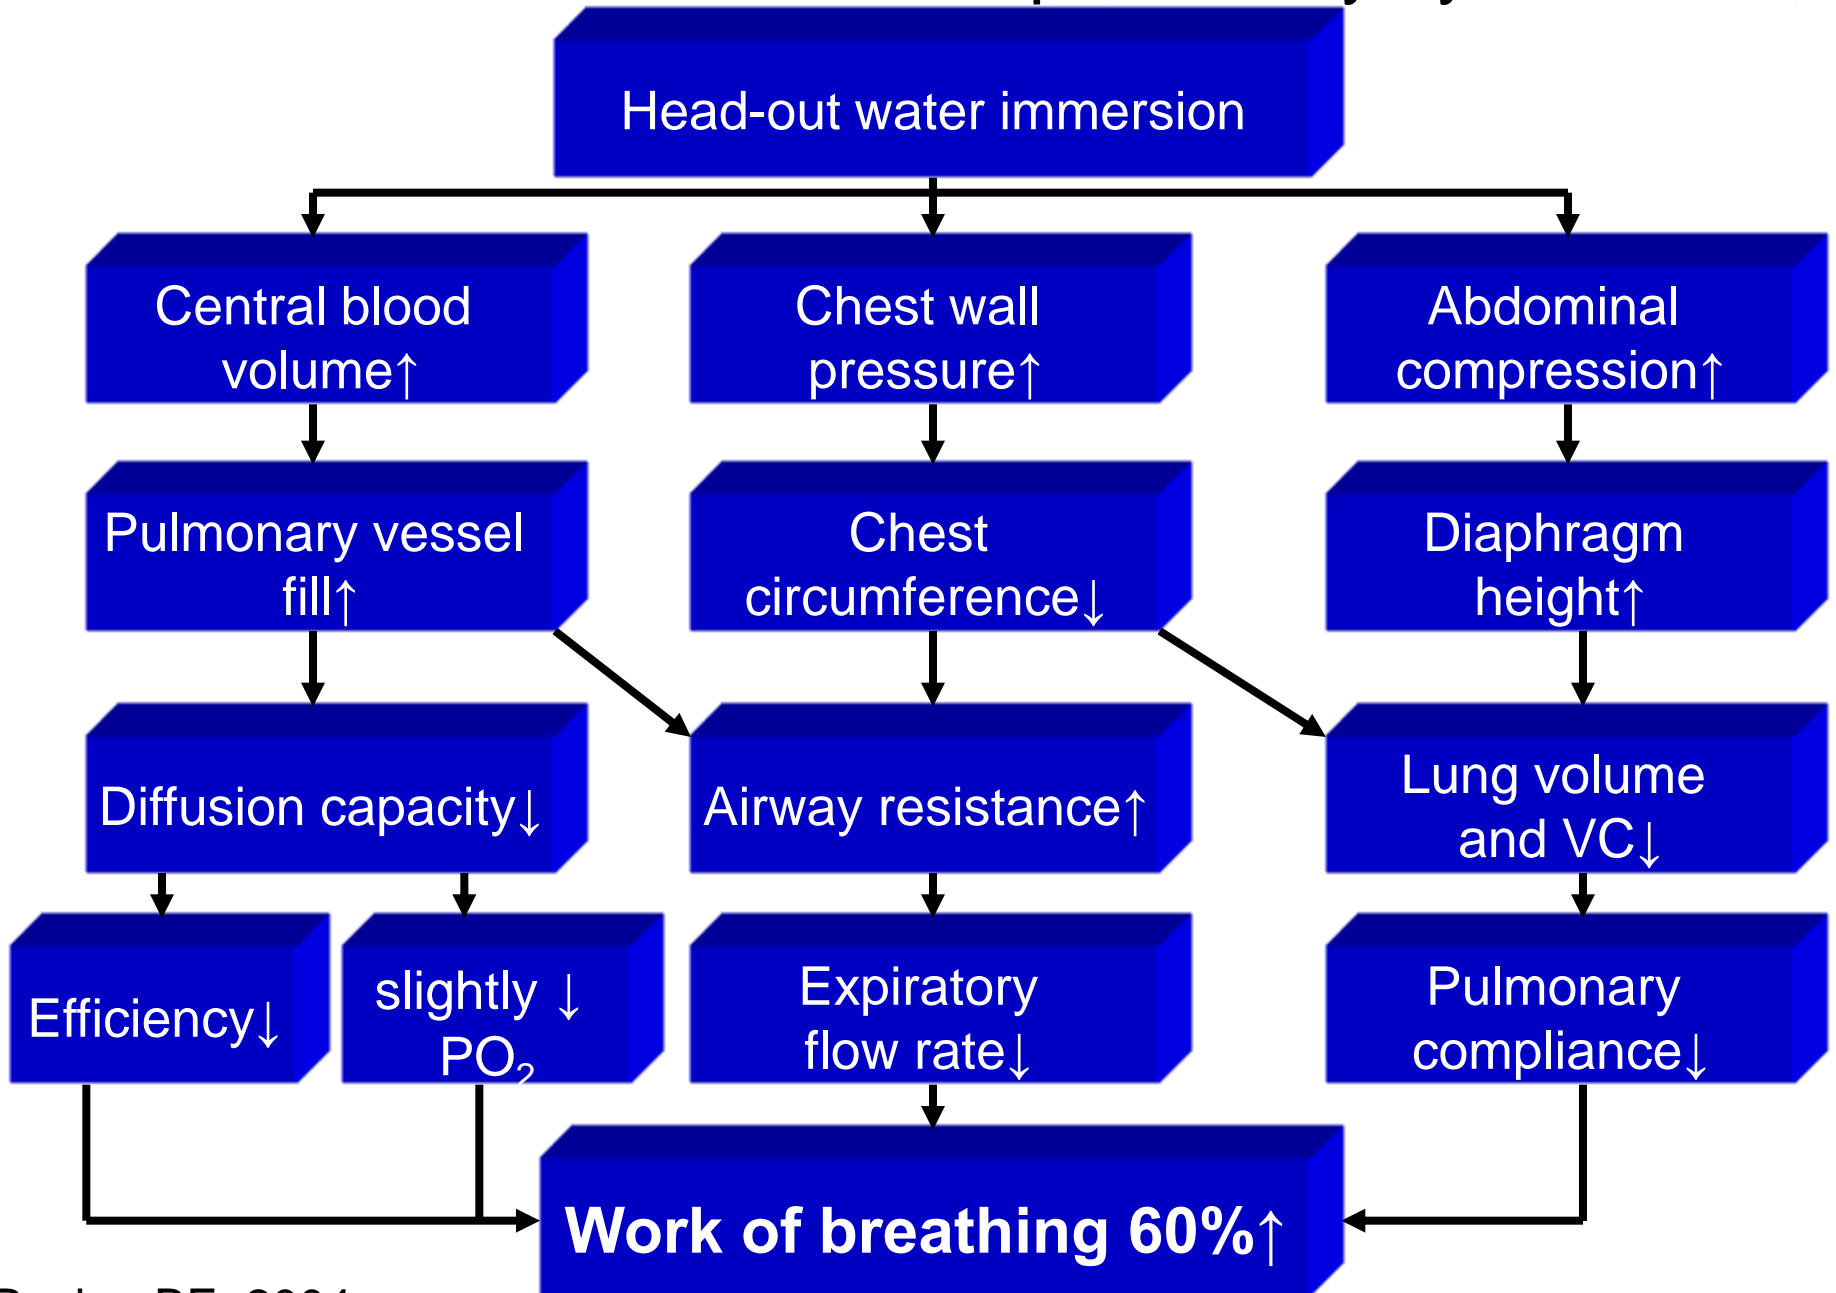 Head-out water immersion
Central blood
volume↑
Chest wall
pressure↑
Abdominal
compression↑
Pulmonary vessel
fill↑
Chest
circumference↓
Diaphragm
height↑
Diffusion capacity↓
Airway resistance↑
Lung volume
and VC↓
Efficiency↓
slightly ↓
PO₂
Expiratory
flow rate↓
Pulmonary
compliance↓
Work of breathing 60%↑